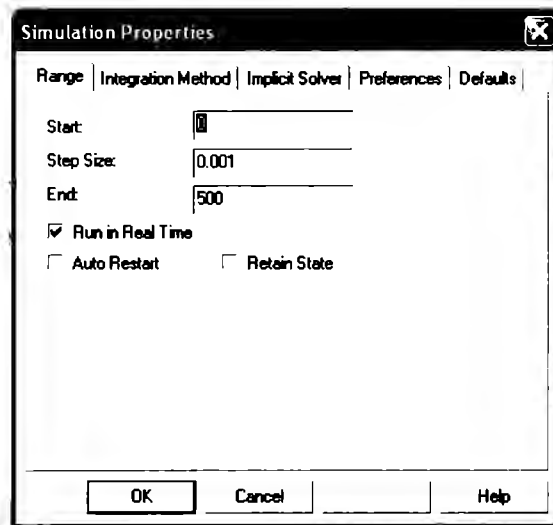 Simulation Properties
Range Integration Method Implicit Solver Preferences Defaults
Start: 0
Step Size: 0.001
End: 500
Run in Real Time
Auto Restart Retain State
OK Cancel Help